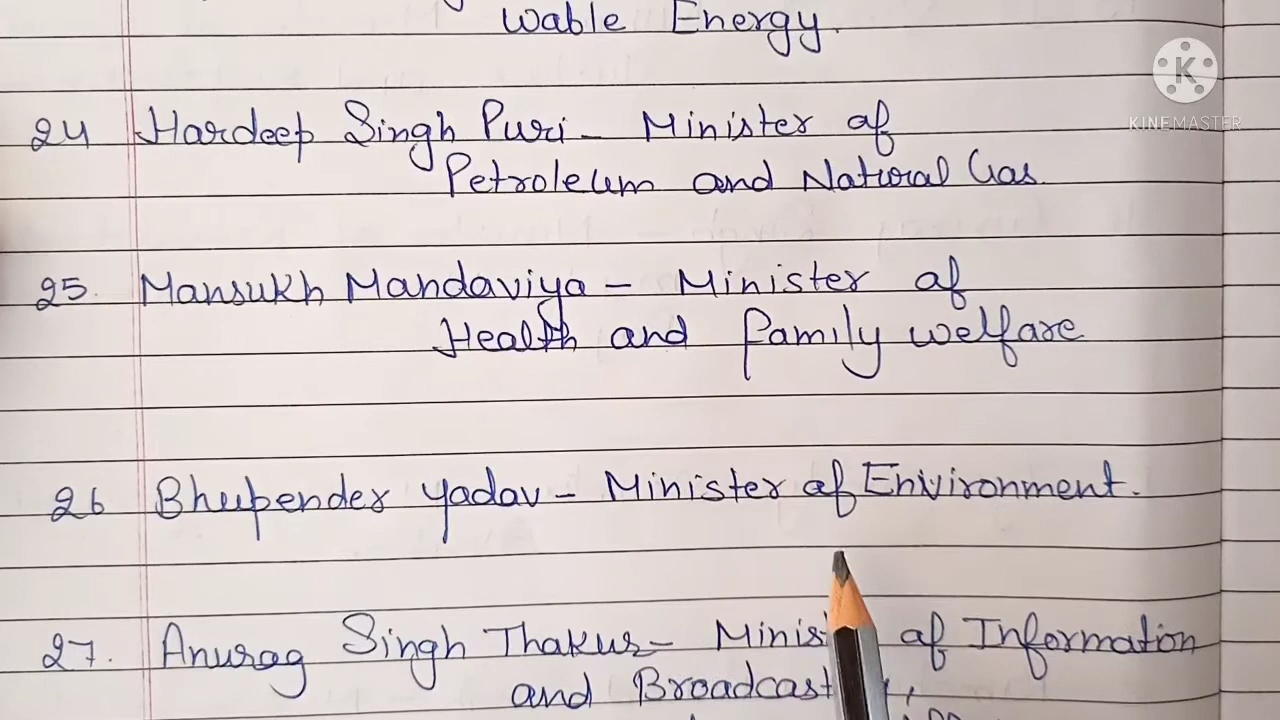 wable Energy.
24 Hardeep Singh Puri - Minister of
Petroleum and Natural Gas.
25. Mansukh Mandaviya - Minister of
Health and Family welfare
26 Bhupender Yadav - Minister of Environment.
27. Anurag Singh Thakur - Minis of Information
and Broadcast
K
KINEMASTER